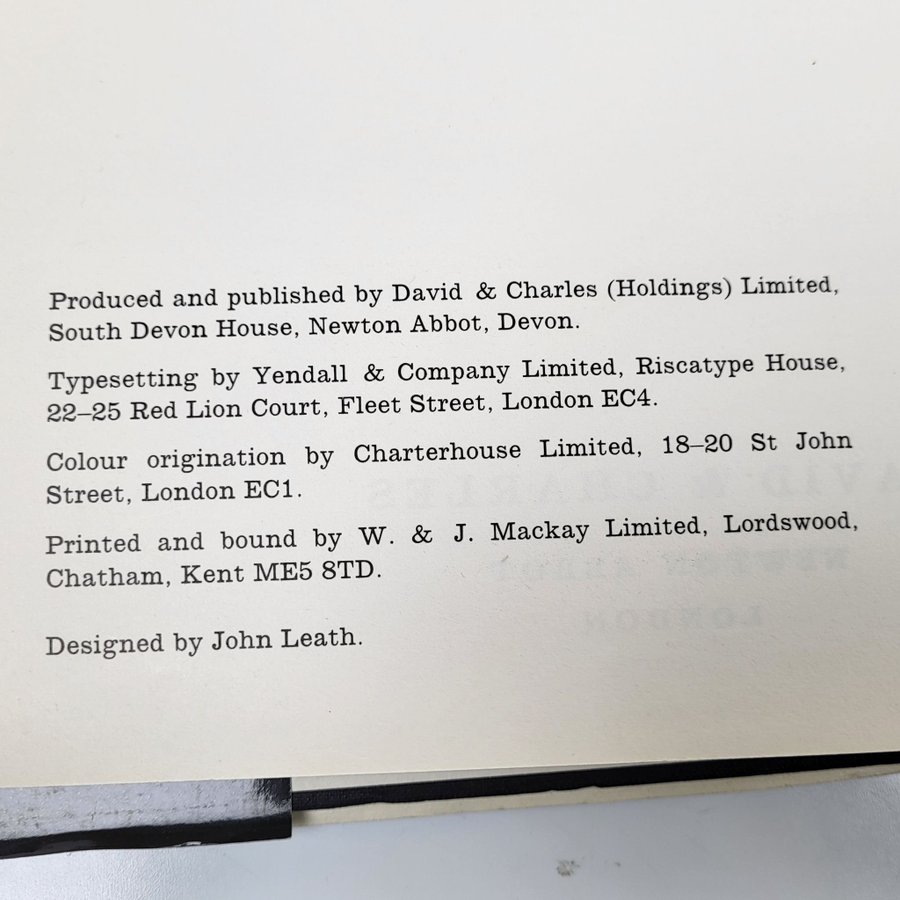 Produced and published by David & Charles (Holdings) Limited,
South Devon House, Newton Abbot, Devon.
Typesetting by Yendall & Company Limited, Riscatype House,
22–25 Red Lion Court, Fleet Street, London EC4.
Colour origination by Charterhouse Limited, 18–20 St John
Street, London EC1.
Printed and bound by W. & J. Mackay Limited, Lordswood,
Chatham, Kent ME5 8TD.
Designed by John Leath.